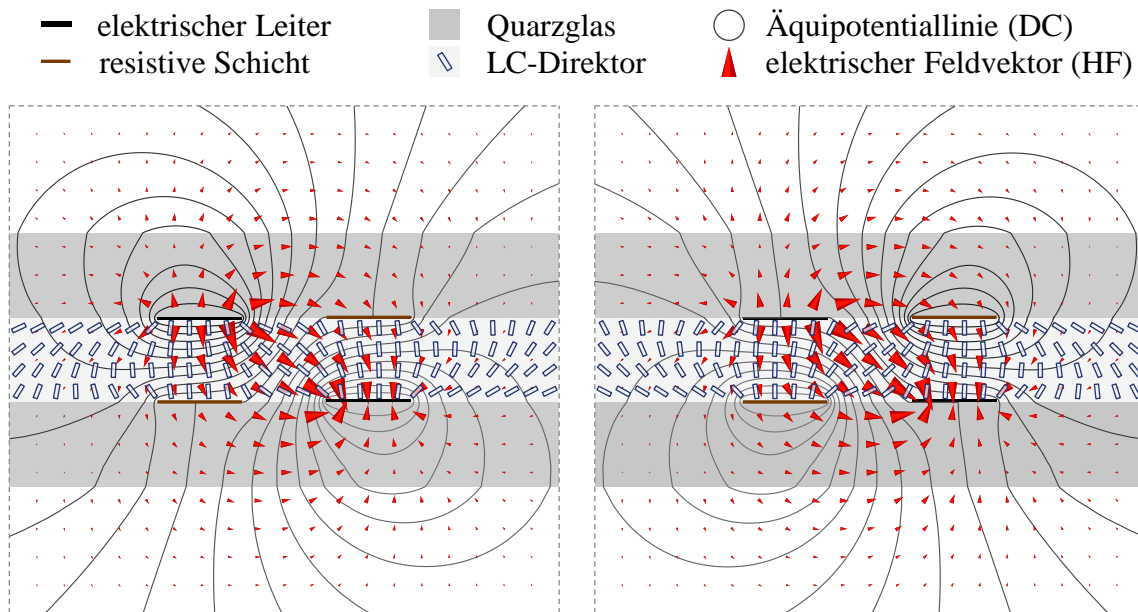 elektrischer Leiter Quarzglas Äquipotentiallinie (DC)
resistive Schicht LC-Direktor elektrischer Feldvektor (HF)